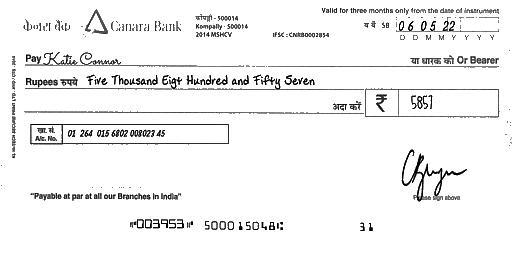 Valid for three months only from the date of instrument
केनरा बैंक Canara Bank
कोंपल्ली - 500014
Kompally - 500014
2014 MSHCV
IFSC : CNRB0002854
SB 06 05 22
D D M M Y Y Y Y
Pay Katie Connor
या धारक को Or Bearer
Rupees रुपये Five Thousand Eigt Hundred and Fifty Seven
अदा करें ₹ 5857
खा. सं.
A/c. No.
01 264 015 6802 008023 45
Please sign above
"Payable at par at all our Branches in India"
⑈003953⑈ 500015048⑆ 31